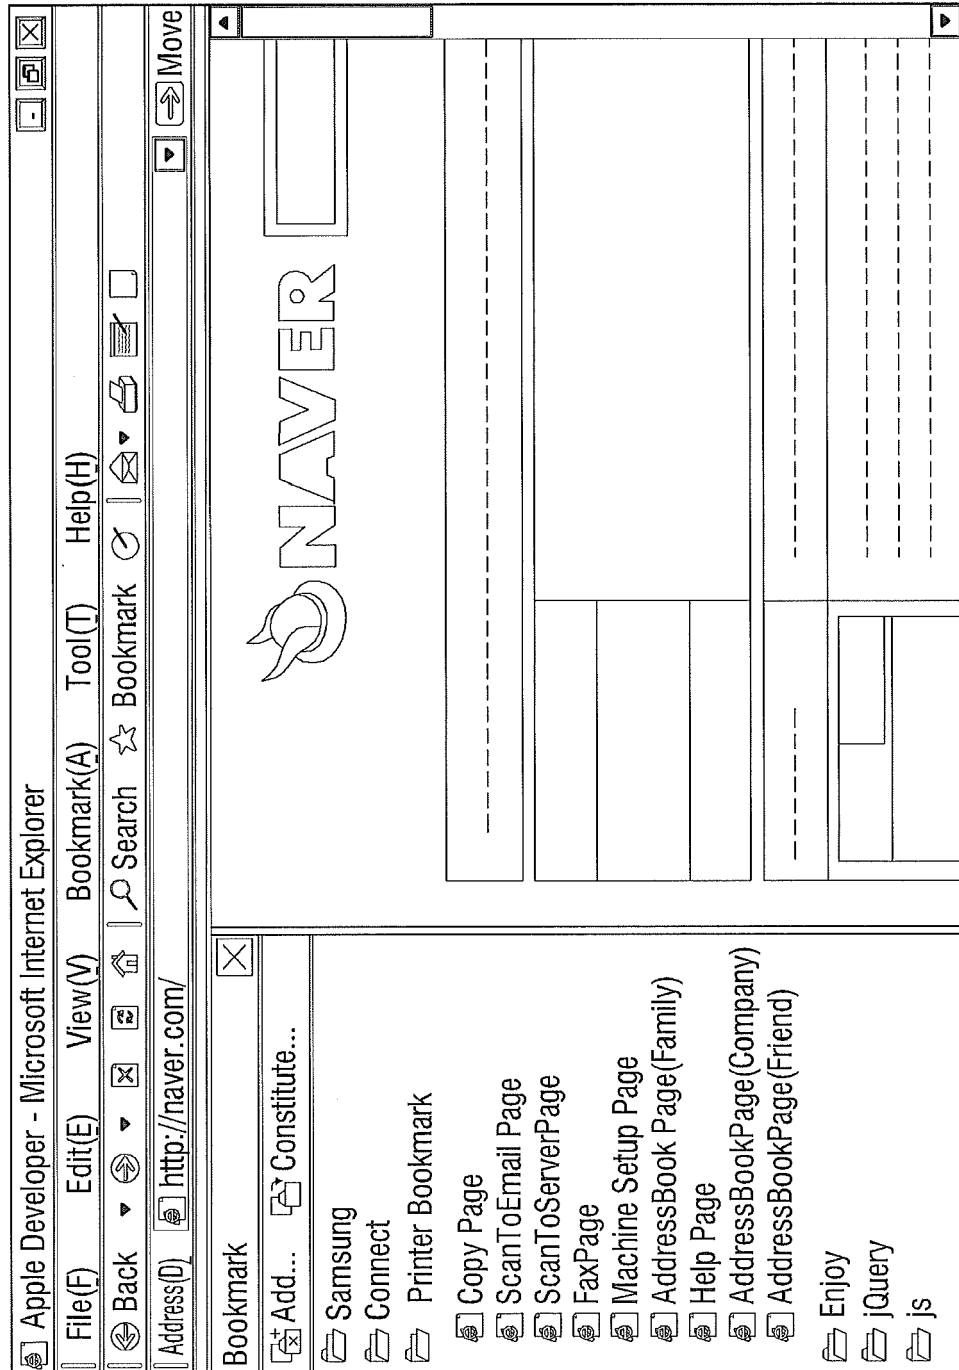 Apple Developer - Microsoft Internet Explorer
File(F) Edit(E) View(V) Bookmark(A) Tool(T) Help(H)
Back Search Bookmark
Address(D) http://naver.com/ Move
Bookmark
Add... Constitute...
Samsung
Connect
Printer Bookmark
Copy Page
ScanToEmail Page
ScanToServerPage
FaxPage
Machine Setup Page
AddressBook Page(Family)
Help Page
AddressBookPage(Company)
AddressBookPage(Friend)
Enjoy
jQuery
js
NAVER